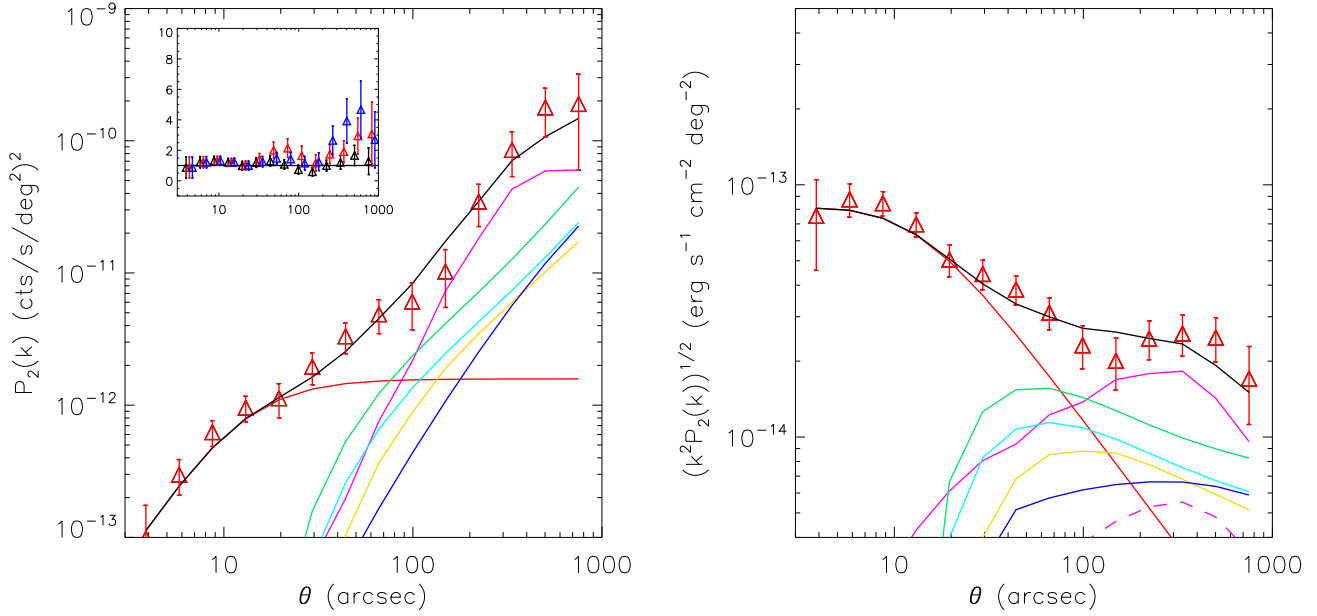 10⁻⁹
10⁻¹⁰
10⁻¹¹
10⁻¹²
10⁻¹³
P₂(k) (cts/s/deg²)²
10
8
6
4
2
0
10 100 1000
10 100 1000
θ (arcsec)
10⁻¹³
10⁻¹⁴
(k²P₂(k))¹/² (erg s⁻¹ cm⁻² deg⁻²)
10 100 1000
θ (arcsec)